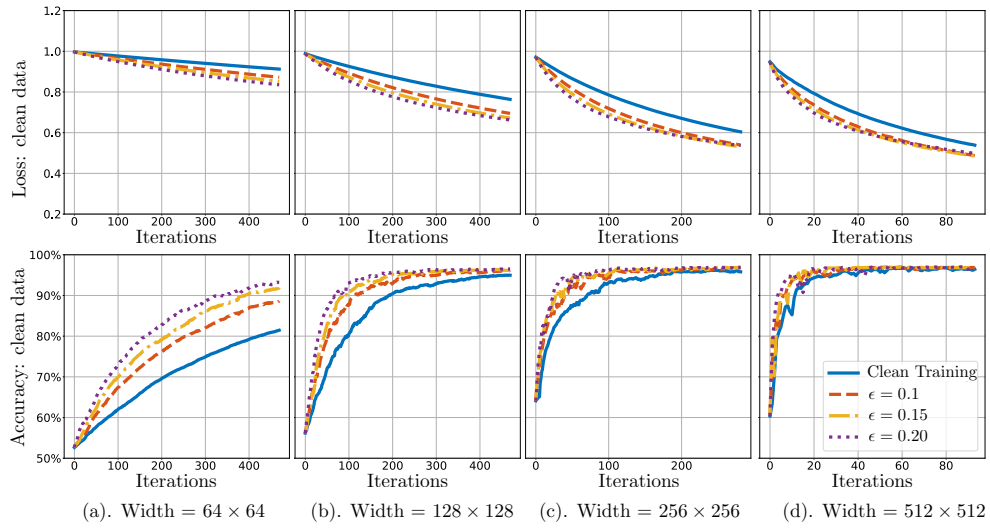 Loss: clean data
1.2
1.0
0.8
0.6
0.4
0.2
0 100 200 300 400
0 100 200 300 400
0 100 200
0 20 40 60 80
Iterations Iterations Iterations Iterations
Accuracy: clean data
100%
90%
80%
70%
60%
50%
Clean Training
ϵ = 0.1
ϵ = 0.15
ϵ = 0.20
0 100 200 300 400
0 100 200 300 400
0 100 200
0 20 40 60 80
Iterations Iterations Iterations Iterations
(a). Width = 64 × 64 (b). Width = 128 × 128 (c). Width = 256 × 256 (d). Width = 512 × 512